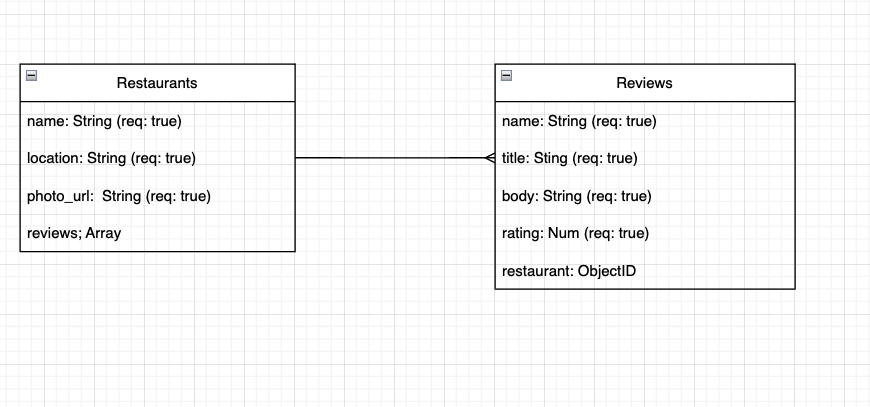 Restaurants
name: String (req: true)
location: String (req: true)
photo_url:  String (req: true)
reviews; Array
Reviews
name: String (req: true)
title: Sting (req: true)
body: String (req: true)
rating: Num (req: true)
restaurant: ObjectID